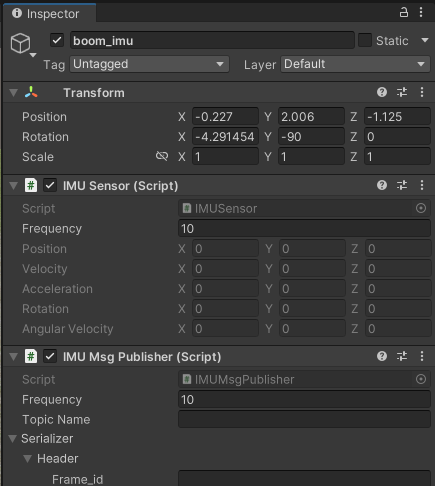 Inspector
boom_imu Static
Tag Untagged Layer Default
Transform
Position X -0.227 Y 2.006 Z -1.125
Rotation X -4.291454 Y -90 Z 0
Scale X 1 Y 1 Z 1
# IMU Sensor (Script)
Script # IMUSensor
Frequency 10
Position X 0 Y 0 Z 0
Velocity X 0 Y 0 Z 0
Acceleration X 0 Y 0 Z 0
Rotation X 0 Y 0 Z 0
Angular Velocity X 0 Y 0 Z 0
# IMU Msg Publisher (Script)
Script # IMUMsgPublisher
Frequency 10
Topic Name
Serializer
Header
Frame_id